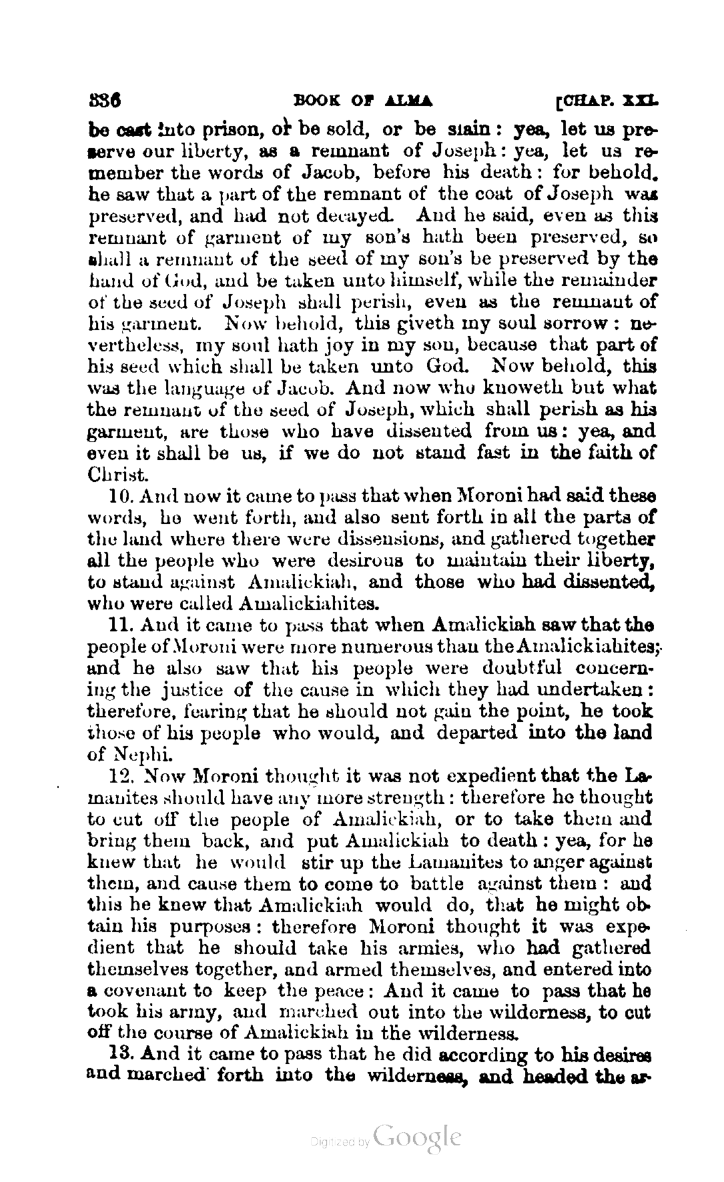 336 BOOK OF ALMA [CHAP. XXI.
be cast into prison, or be sold, or be slain: yea, let us pre-
serve our liberty, as a remnant of Joseph: yea, let us re-
member the words of Jacob, before his death: for behold,
he saw that a part of the remnant of the coat of Joseph was
preserved, and had not decayed. And he said, even as this
remnant of garment of my son's hath been preserved, so
shall a remnant of the seed of my son's be preserved by the
hand of God, and be taken unto himself, while the remainder
of the seed of Joseph shall perish, even as the remnant of
his garment. Now behold, this giveth my soul sorrow: ne-
vertheless, my soul hath joy in my son, because that part of
his seed which shall be taken unto God. Now behold, this
was the language of Jacob. And now who knoweth but what
the remnant of the seed of Joseph, which shall perish as his
garment, are those who have dissented from us: yea, and
even it shall be us, if we do not stand fast in the faith of
Christ.
10. And now it came to pass that when Moroni had said these
words, he went forth, and also sent forth in all the parts of
the land where there were dissensions, and gathered together
all the people who were desirous to maintain their liberty,
to stand against Amalickiah, and those who had dissented,
who were called Amalickiahites.
11. And it came to pass that when Amalickiah saw that the
people of Moroni were more numerous than the Amalickiahites;
and he also saw that his people were doubtful concern-
ing the justice of the cause in which they had undertaken:
therefore, fearing that he should not gain the point, he took
those of his people who would, and departed into the land
of Nephi.
12. Now Moroni thought it was not expedient that the La-
manites should have any more strength: therefore he thought
to cut off the people of Amalickiah, or to take them and
bring them back, and put Amalickiah to death: yea, for he
knew that he would stir up the Lamanites to anger against
them, and cause them to come to battle against them: and
this he knew that Amalickiah would do, that he might ob-
tain his purposes: therefore Moroni thought it was expe-
dient that he should take his armies, who had gathered
themselves together, and armed themselves, and entered into
a covenant to keep the peace: And it came to pass that he
took his army, and marched out into the wilderness, to cut
off the course of Amalickiah in the wilderness.
13. And it came to pass that he did according to his desires
and marched forth into the wilderness, and headed the ar-
Digitized by Google